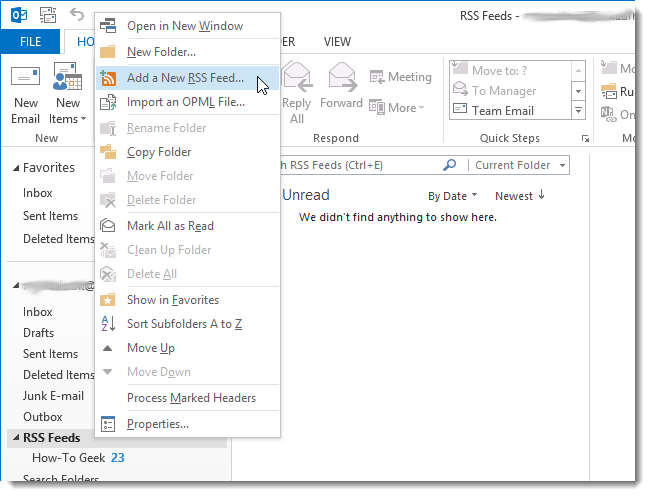 RSS Feeds -
FILE
HO
DER
VIEW
Open in New Window
New Folder...
Add a New RSS Feed...
Import an OPML File...
Rename Folder
Copy Folder
Move Folder
Delete Folder
Mark All as Read
Clean Up Folder
Delete All
Show in Favorites
Sort Subfolders A to Z
Move Up
Move Down
Process Marked Headers
Properties...
New Email
New Items
New
Reply All
Forward
Meeting
More
Respond
Move to: ?
To Manager
Team Email
Quick Steps
Mo
Ru
On
Mo
Favorites
Inbox
Sent Items
Deleted Items
h RSS Feeds (Ctrl+E)
Current Folder
Unread
By Date
Newest
We didn't find anything to show here.
@
Inbox
Drafts
Sent Items
Deleted Items
Junk E-mail
Outbox
RSS Feeds
How-To Geek 23
Search Folders